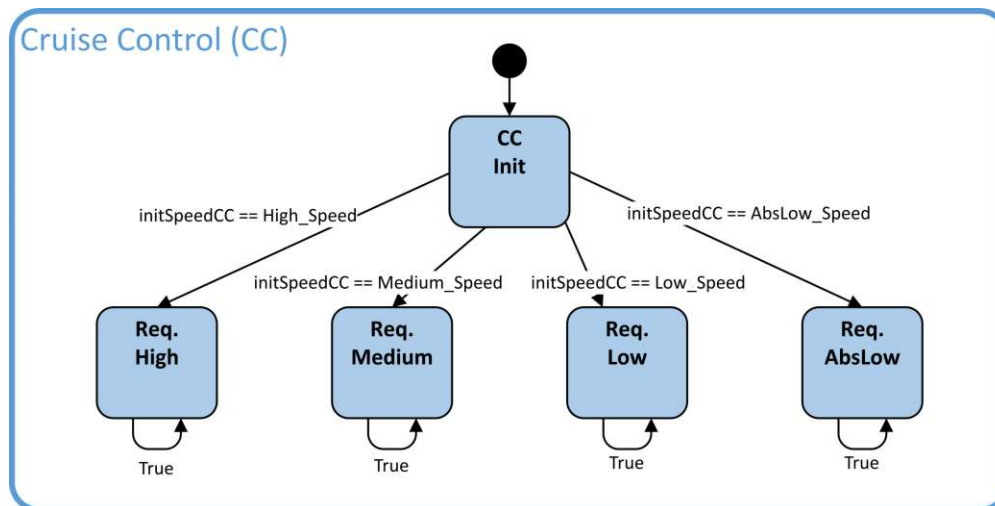 Cruise Control (CC)
CC
Init
initSpeedCC == High_Speed
initSpeedCC == AbsLow_Speed
initSpeedCC == Medium_Speed
initSpeedCC == Low_Speed
Req.
High
Req.
Medium
Req.
Low
Req.
AbsLow
True
True
True
True